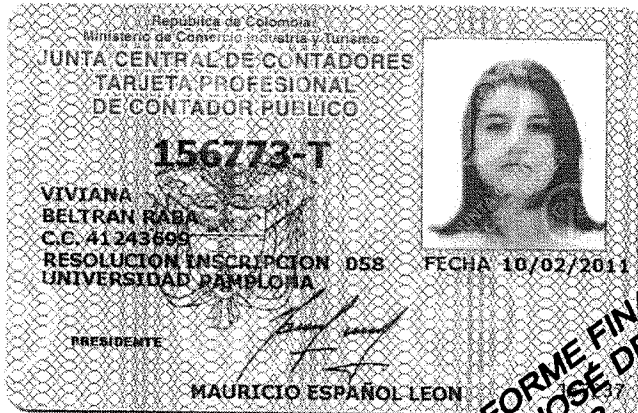 República de Colombia
Ministerio de Comercio Industria y Turismo
JUNTA CENTRAL DE CONTADORES
TARJETA PROFESIONAL
DE CONTADOR PUBLICO
156773-T
VIVIANA
BELTRAN RABA
C.C. 41243699
RESOLUCION INSCRIPCION 058
UNIVERSIDAD PAMPLONA
FECHA 10/02/2011
PRESIDENTE
MAURICIO ESPAÑOL LEON